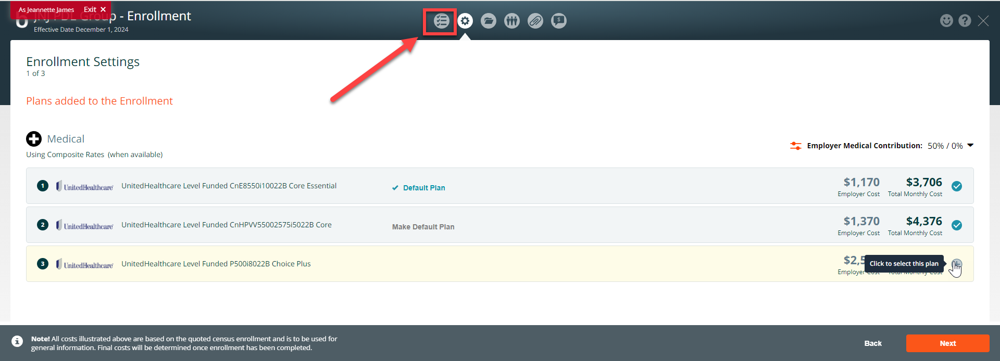 As Jeannette James Exit ✕
JNJ PDL Group - Enrollment
Effective Date December 1, 2024
Enrollment Settings
1 of 3
Plans added to the Enrollment
Medical
Using Composite Rates (when available)
Employer Medical Contribution: 50% / 0%
1 UnitedHealthcare UnitedHealthcare Level Funded CnE8550i10022B Core Essential Default Plan $1,170 $3,706
Employer Cost Total Monthly Cost
2 UnitedHealthcare UnitedHealthcare Level Funded CnHPVV55002575i5022B Core Make Default Plan $1,370 $4,376
Employer Cost Total Monthly Cost
3 UnitedHealthcare UnitedHealthcare Level Funded P500i8022B Choice Plus $2,5
Click to select this plan
Employer Cost Total Monthly Cost
Note! All costs illustrated above are based on the quoted census enrollment and is to be used for
general information. Final costs will be determined once enrollment has been completed.
Back Next